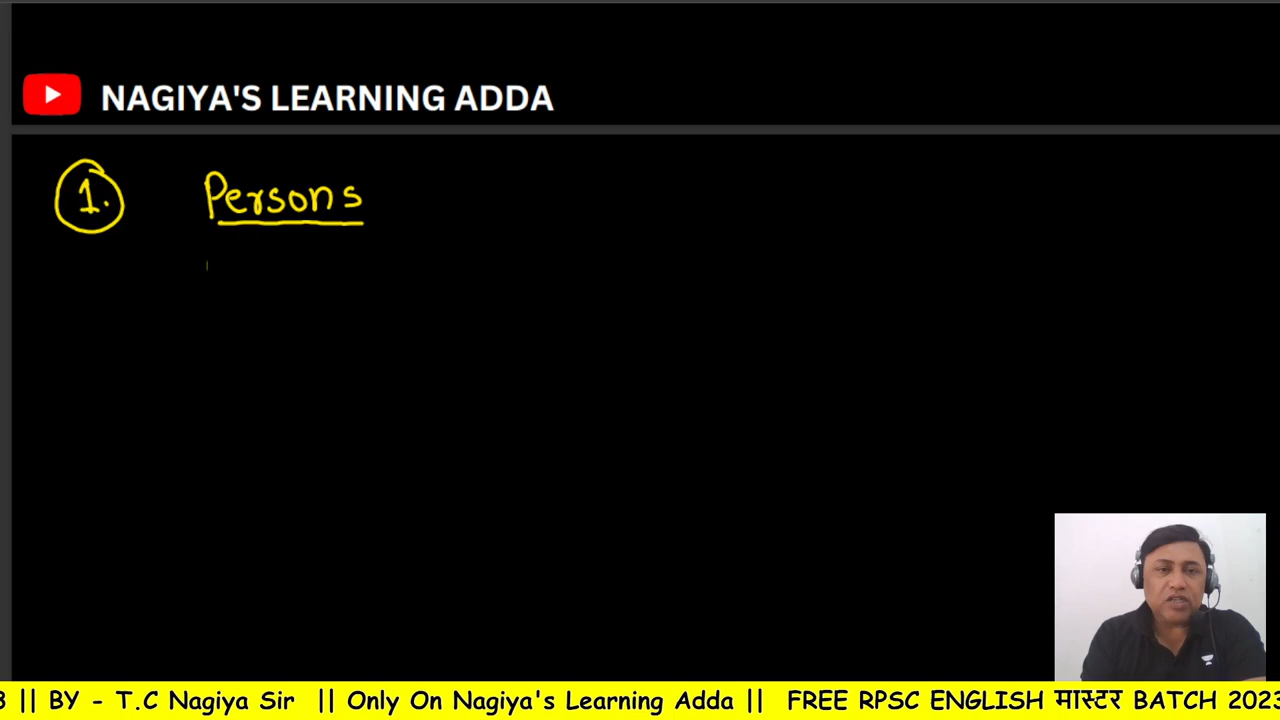 NAGIYA'S LEARNING ADDA
1. Persons
3 || BY - T.C Nagiya Sir || Only On Nagiya's Learning Adda || FREE RPSC ENGLISH मास्टर BATCH 2023